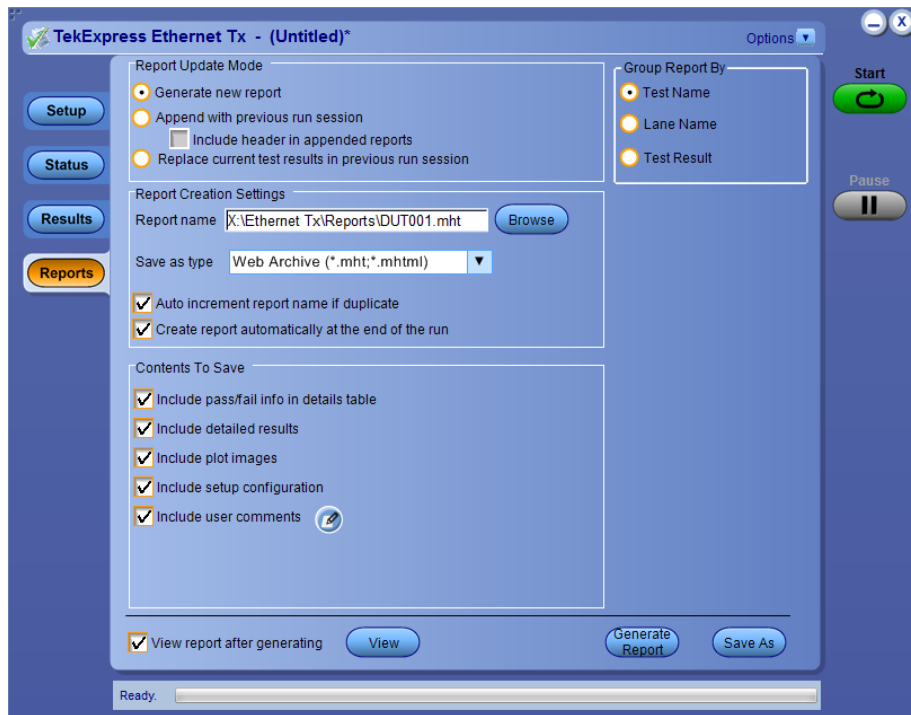 TekExpress Ethernet Tx - (Untitled)*
Options
Start
Pause
Setup
Status
Results
Reports
Report Update Mode
Generate new report
Append with previous run session
Include header in appended reports
Replace current test results in previous run session
Group Report By
Test Name
Lane Name
Test Result
Report Creation Settings
Report name X:\Ethernet Tx\Reports\DUT001.mht Browse
Save as type Web Archive (*.mht;*.mhtml)
Auto increment report name if duplicate
Create report automatically at the end of the run
Contents To Save
Include pass/fail info in details table
Include detailed results
Include plot images
Include setup configuration
Include user comments
View report after generating View
Generate
Report
Save As
Ready.